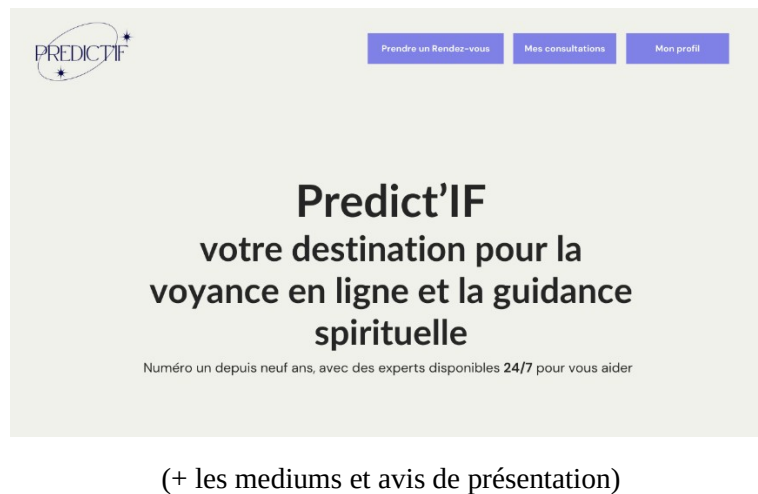 PREDICTIF
Prendre un Rendez-vous
Mes consultations
Mon profil
Predict’IF
votre destination pour la
voyance en ligne et la guidance
spirituelle
Numéro un depuis neuf ans, avec des experts disponibles 24/7 pour vous aider
(+ les mediums et avis de présentation)